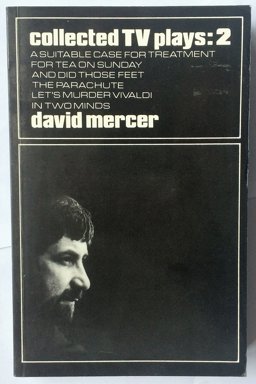 collected TV plays: 2
A SUITABLE CASE FOR TREATMENT
FOR TEA ON SUNDAY
AND DID THOSE FEET
THE PARACHUTE
LET'S MURDER VIVALDI
IN TWO MINDS
david mercer